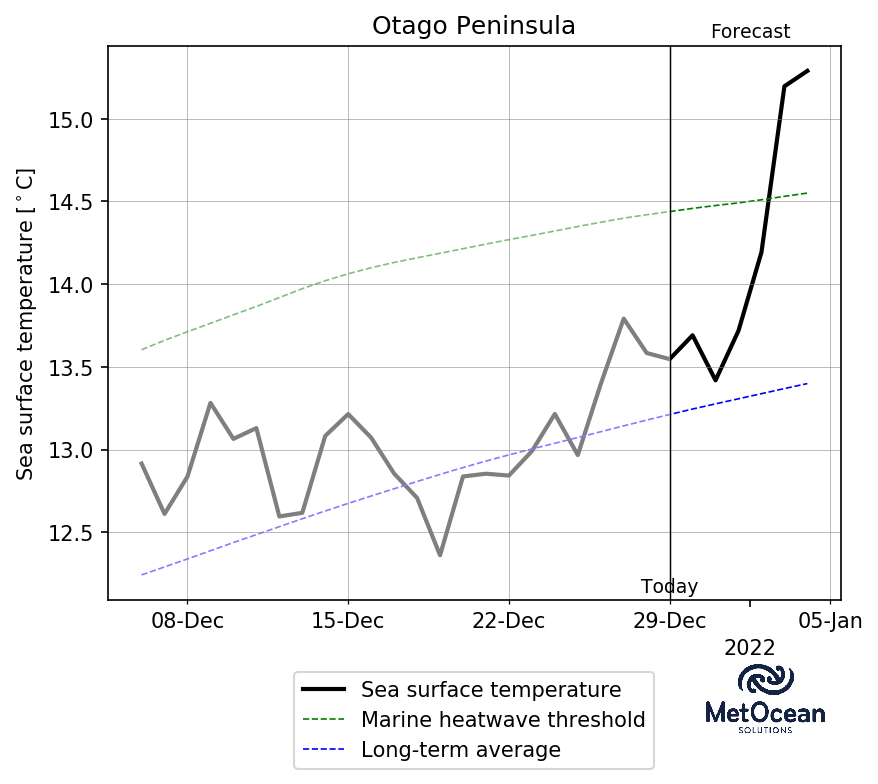 Otago Peninsula
Forecast
Sea surface temperature [°C]
15.0
14.5
14.0
13.5
13.0
12.5
Today
08-Dec 15-Dec 22-Dec 29-Dec 05-Jan
2022
Sea surface temperature
Marine heatwave threshold
Long-term average
MetOcean
SOLUTIONS